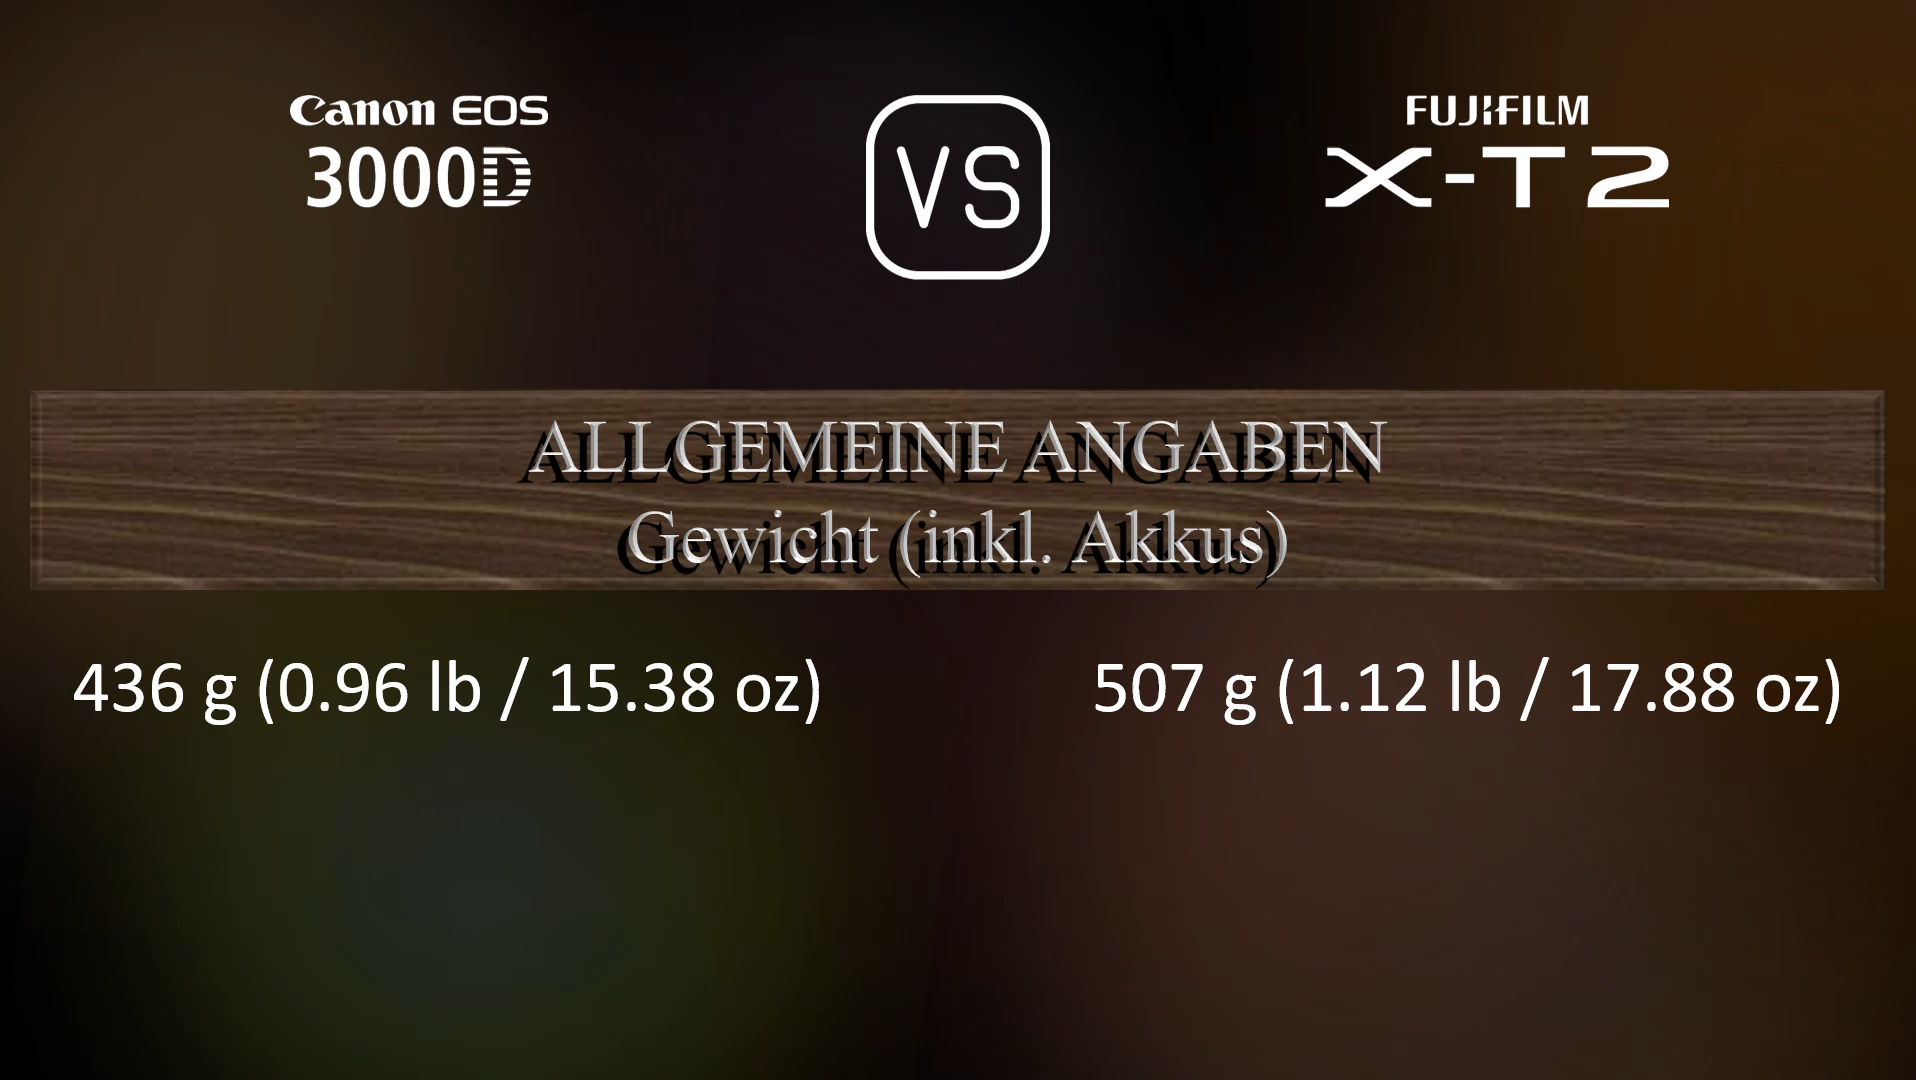 Canon EOS
3000D
VS
FUJIFILM
X-T2
ALLGEMEINE ANGABEN
Gewicht (inkl. Akkus)
436 g (0.96 lb / 15.38 oz)
507 g (1.12 lb / 17.88 oz)